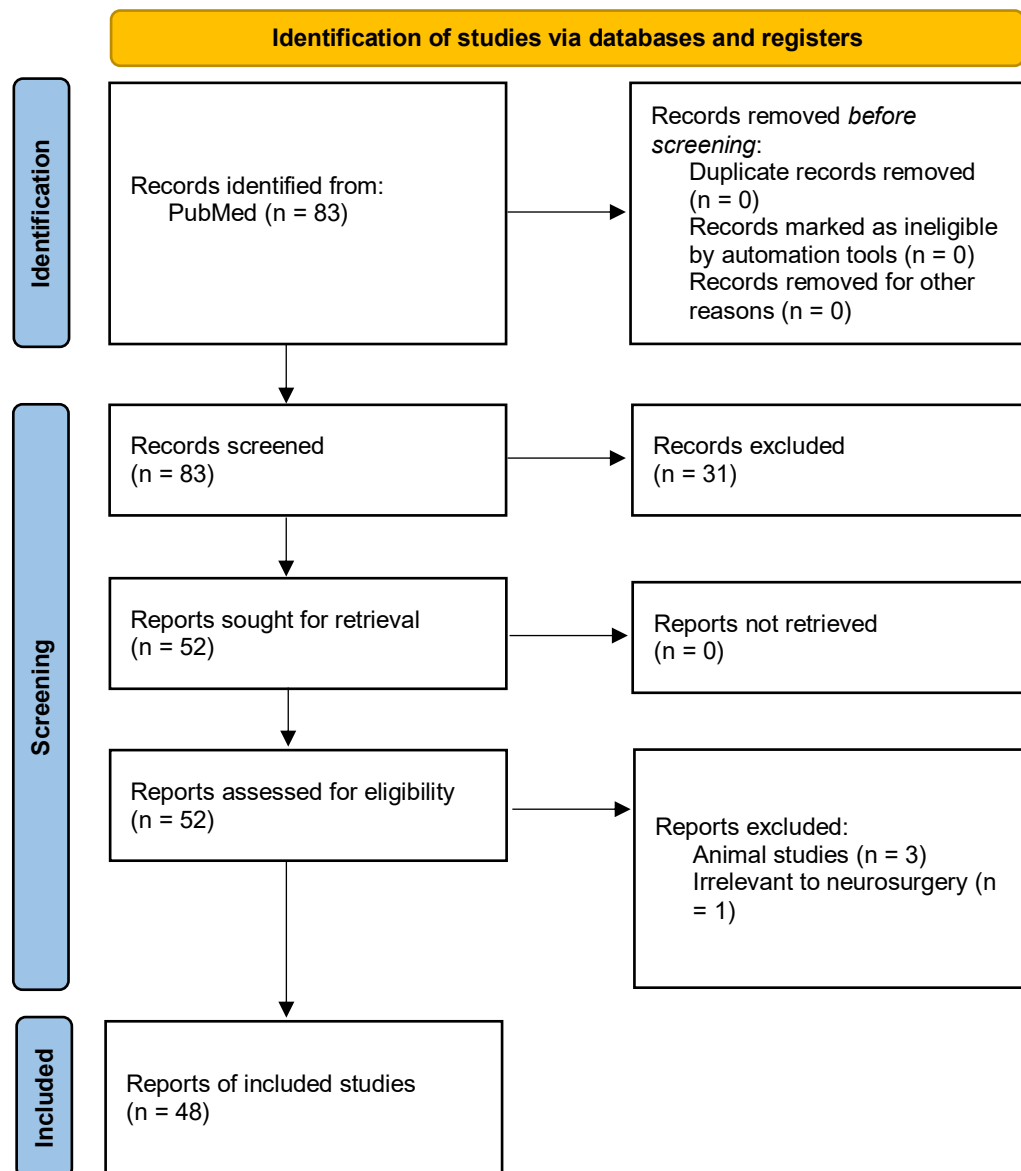 Identification of studies via databases and registers
Identification
Records identified from:
PubMed (n = 83)
Records removed before
screening:
Duplicate records removed
(n = 0)
Records marked as ineligible
by automation tools (n = 0)
Records removed for other
reasons (n = 0)
Screening
Records screened
(n = 83)
Records excluded
(n = 31)
Reports sought for retrieval
(n = 52)
Reports not retrieved
(n = 0)
Reports assessed for eligibility
(n = 52)
Reports excluded:
Animal studies (n = 3)
Irrelevant to neurosurgery (n
= 1)
Included
Reports of included studies
(n = 48)